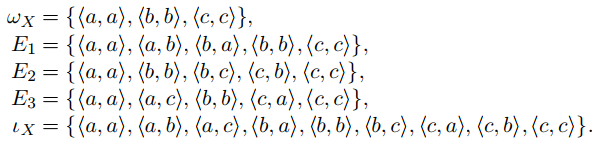 ω_X = {⟨a, a⟩, ⟨b, b⟩, ⟨c, c⟩},
E_1 = {⟨a, a⟩, ⟨a, b⟩, ⟨b, a⟩, ⟨b, b⟩, ⟨c, c⟩},
E_2 = {⟨a, a⟩, ⟨b, b⟩, ⟨b, c⟩, ⟨c, b⟩, ⟨c, c⟩},
E_3 = {⟨a, a⟩, ⟨a, c⟩, ⟨b, b⟩, ⟨c, a⟩, ⟨c, c⟩},
ι_X = {⟨a, a⟩, ⟨a, b⟩, ⟨a, c⟩, ⟨b, a⟩, ⟨b, b⟩, ⟨b, c⟩, ⟨c, a⟩, ⟨c, b⟩, ⟨c, c⟩}.